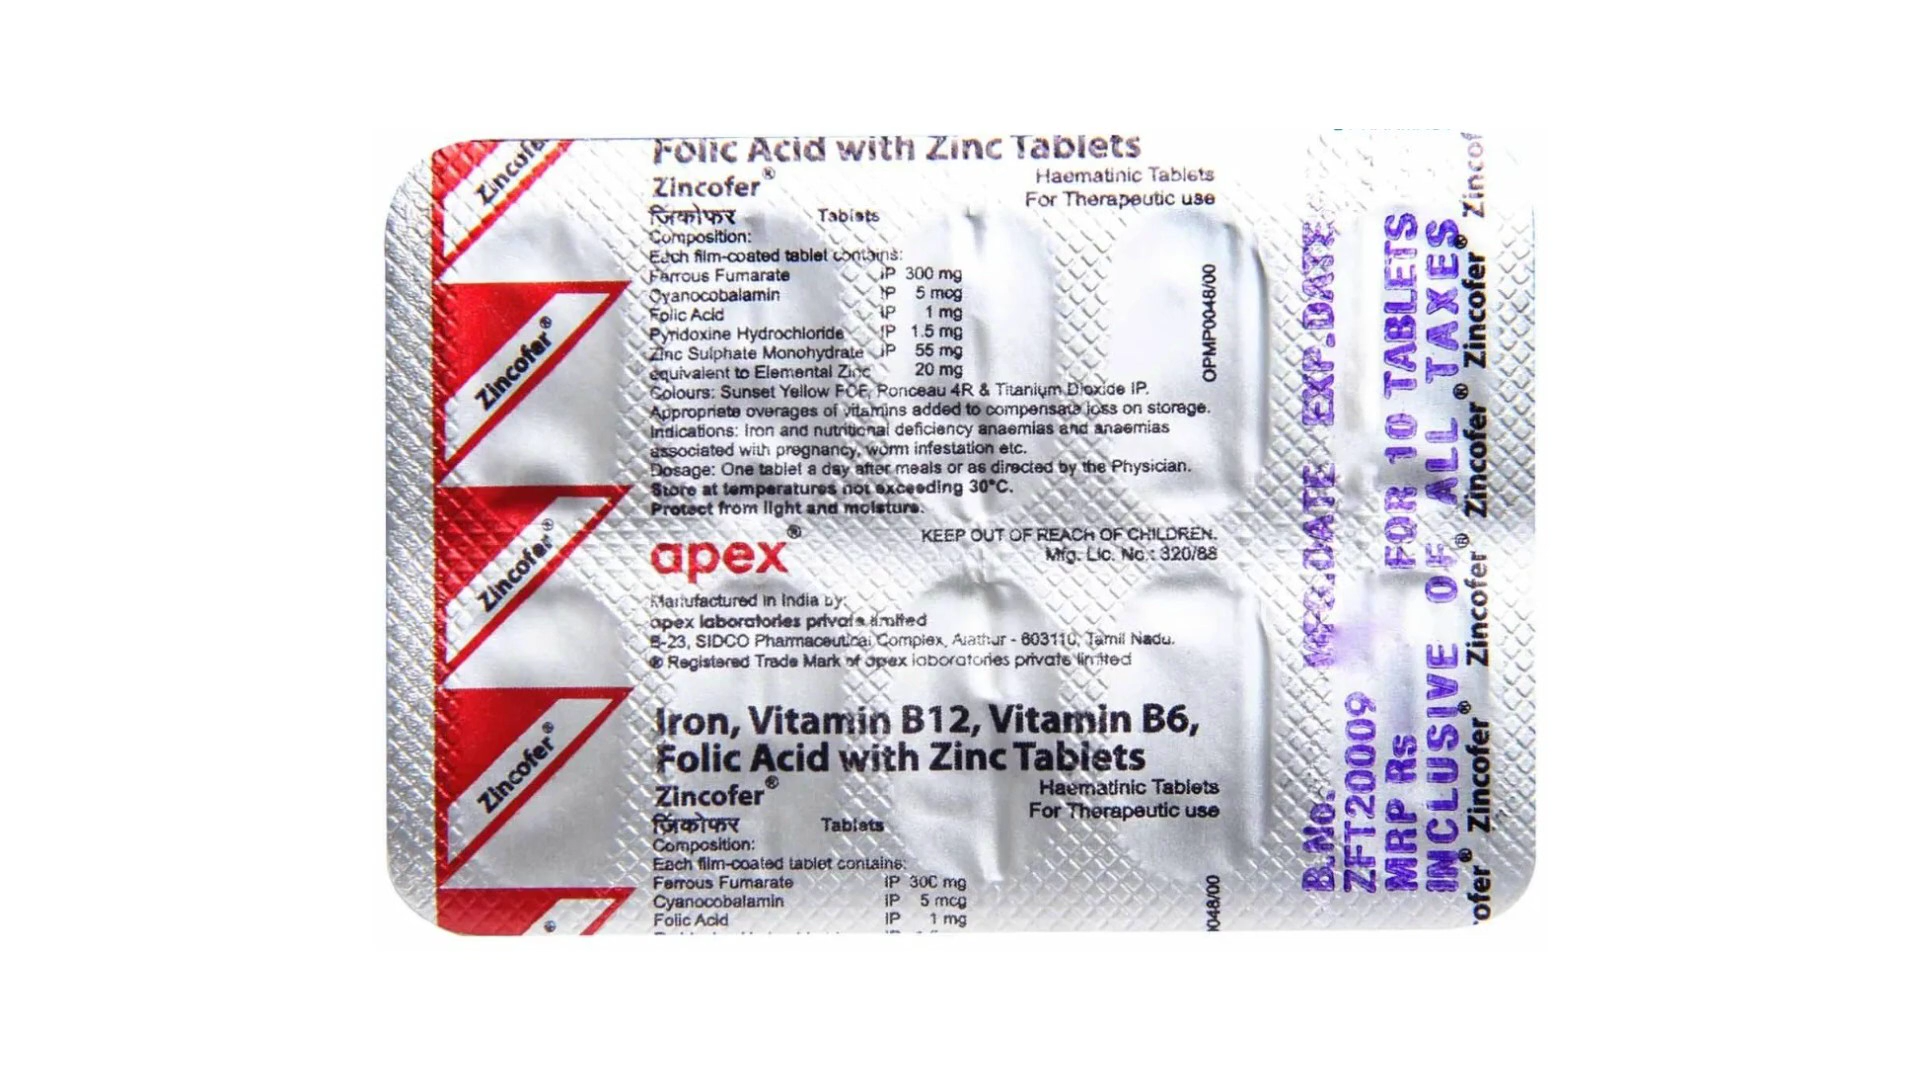 Folic Acid with Zinc Tablets
Zincofer®
Haematinic Tablets
For Therapeutic use
जिंकोफर Tablets
Composition:
Each film-coated tablet contains:
Ferrous Fumarate IP 300 mg
Cyanocobalamin IP 5 mcg
Folic Acid IP 1 mg
Pyridoxine Hydrochloride IP 1.5 mg
Zinc Sulphate Monohydrate IP 55 mg
equivalent to Elemental Zinc 20 mg
Colours: Sunset Yellow FCF, Ponceau 4R & Titanium Dioxide IP.
Appropriate overages of vitamins added to compensate loss on storage.
Indications: Iron and nutritional deficiency anaemias and anaemias
associated with pregnancy, worm infestation etc.
Dosage: One tablet a day after meals or as directed by the Physician.
Store at temperatures not exceeding 30°C.
Protect from light and moisture.
OPMP0048/00
apex®
KEEP OUT OF REACH OF CHILDREN.
Mfg. Lic. No.: 320/88
Manufactured in India by:
apex laboratories private limited
B-23, SIDCO Pharmaceutical Complex, Alathur - 603110, Tamil Nadu.
® Registered Trade Mark of apex laboratories private limited
Iron, Vitamin B12, Vitamin B6,
Folic Acid with Zinc Tablets
Zincofer®
Haematinic Tablets
For Therapeutic use
जिंकोफर Tablets
Composition:
Each film-coated tablet contains:
Ferrous Fumarate IP 300 mg
Cyanocobalamin IP 5 mcg
Folic Acid IP 1 mg
048/00
Zincofer
Zincofer®
Zincofer®
Zincofer®
B.No. MFG.DATE EXP.DATE
ZFT20009
MRP Rs FOR 10 TABLETS
INCLUSIVE OF ALL TAXES
ofer® Zincofer® Zincofer® Zincofer® Zincofer® Zincof